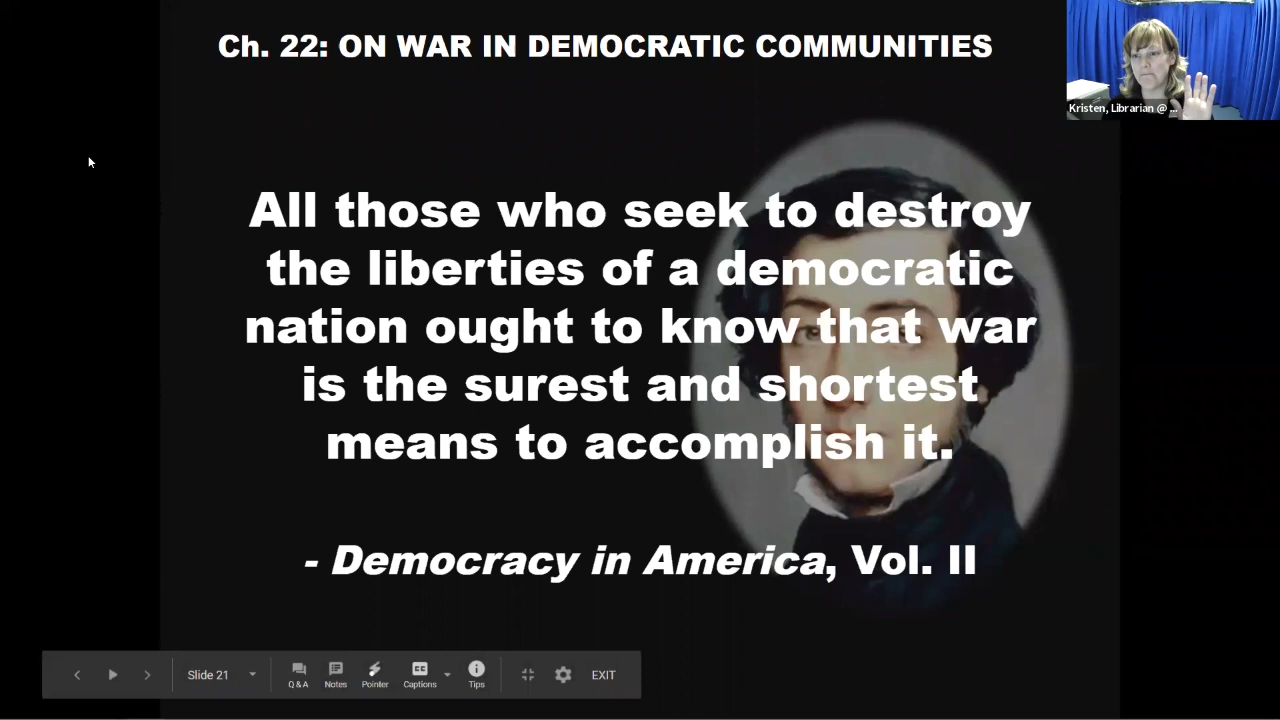 Ch. 22: ON WAR IN DEMOCRATIC COMMUNITIES
Kristen, Librarian @ ...
All those who seek to destroy
the liberties of a democratic
nation ought to know that war
is the surest and shortest
means to accomplish it.
- Democracy in America, Vol. II
Slide 21
Q & A
Notes
Pointer
CC
Captions
Tips
EXIT